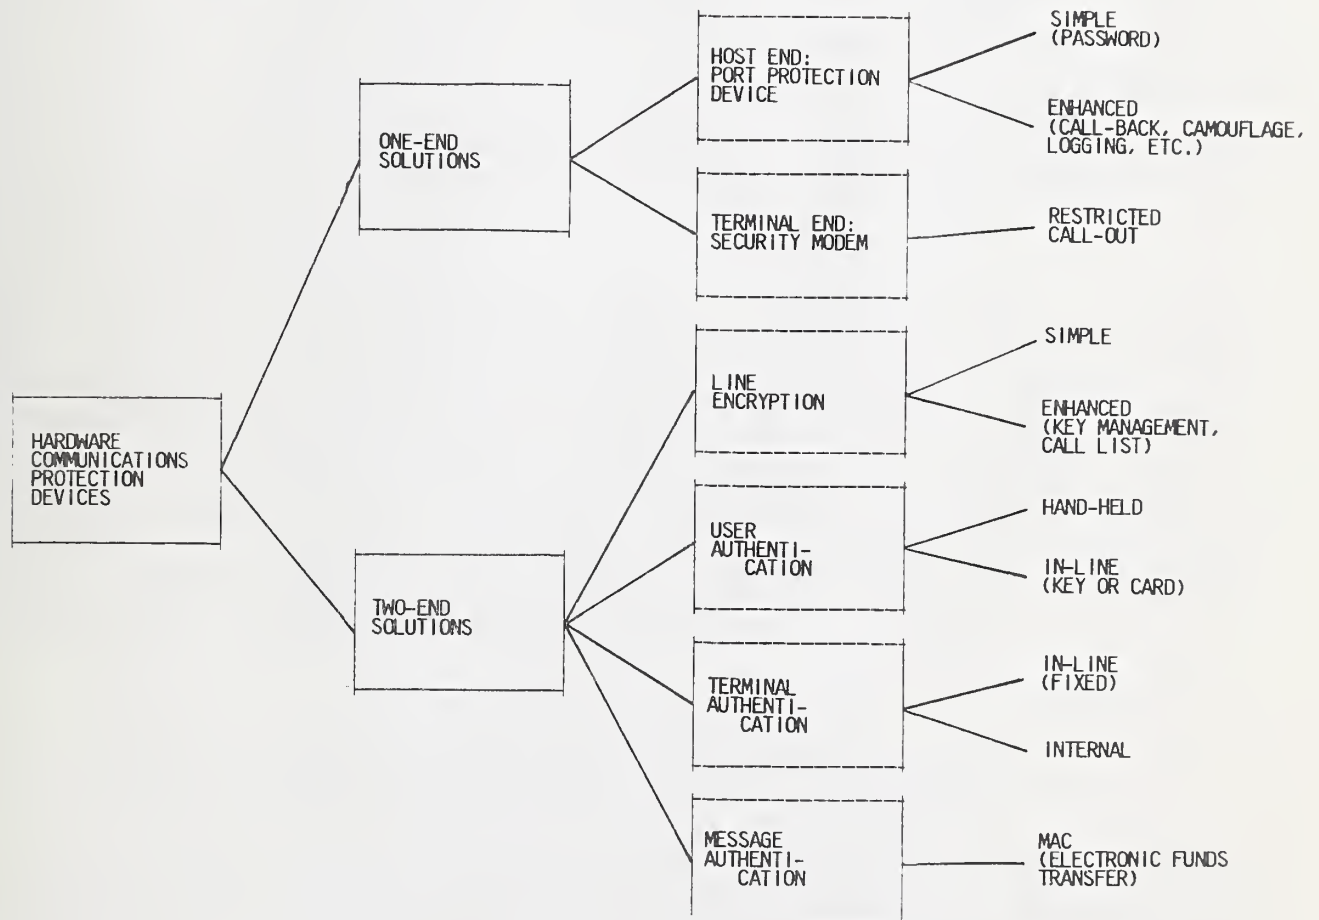 HARDWARE
COMMUNICATIONS
PROTECTION
DEVICES
ONE-END
SOLUTIONS
TWO-END
SOLUTIONS
HOST END:
PORT PROTECTION
DEVICE
TERMINAL END:
SECURITY MODEM
LINE
ENCRYPTION
USER
AUTHENTI-
CATION
TERMINAL
AUTHENTI-
CATION
MESSAGE
AUTHENTI-
CATION
SIMPLE
(PASSWORD)
ENHANCED
(CALL-BACK, CAMOUFLAGE,
LOGGING, ETC.)
RESTRICTED
CALL-OUT
SIMPLE
ENHANCED
(KEY MANAGEMENT,
CALL LIST)
HAND-HELD
IN-LINE
(KEY OR CARD)
IN-LINE
(FIXED)
INTERNAL
MAC
(ELECTRONIC FUNDS
TRANSFER)